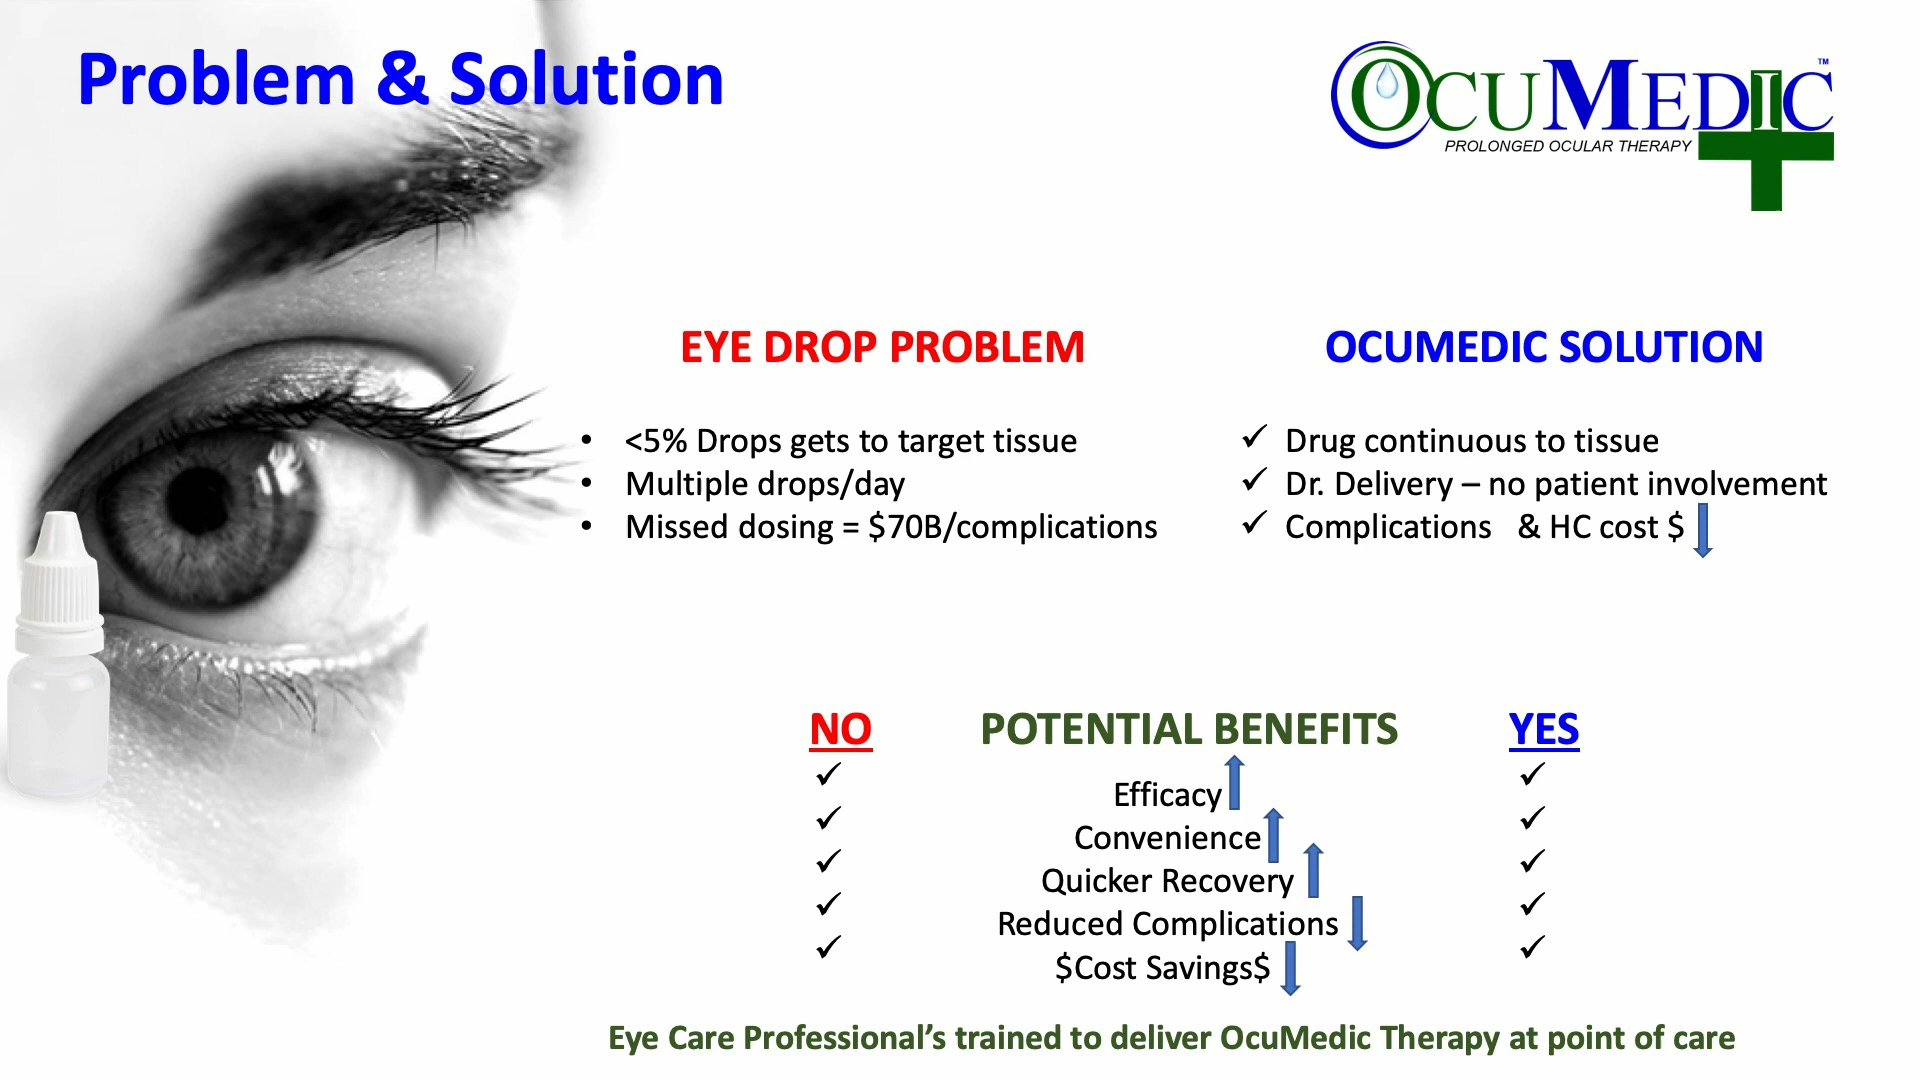 Problem & Solution
OCUMEDIC™
PROLONGED OCULAR THERAPY
EYE DROP PROBLEM
• <5% Drops gets to target tissue
• Multiple drops/day
• Missed dosing = $70B/complications
OCUMEDIC SOLUTION
✓ Drug continuous to tissue
✓ Dr. Delivery – no patient involvement
✓ Complications & HC cost $
NO POTENTIAL BENEFITS YES
✓ Efficacy ✓
✓ Convenience ✓
✓ Quicker Recovery ✓
✓ Reduced Complications ✓
✓ $Cost Savings$ ✓
Eye Care Professional’s trained to deliver OcuMedic Therapy at point of care